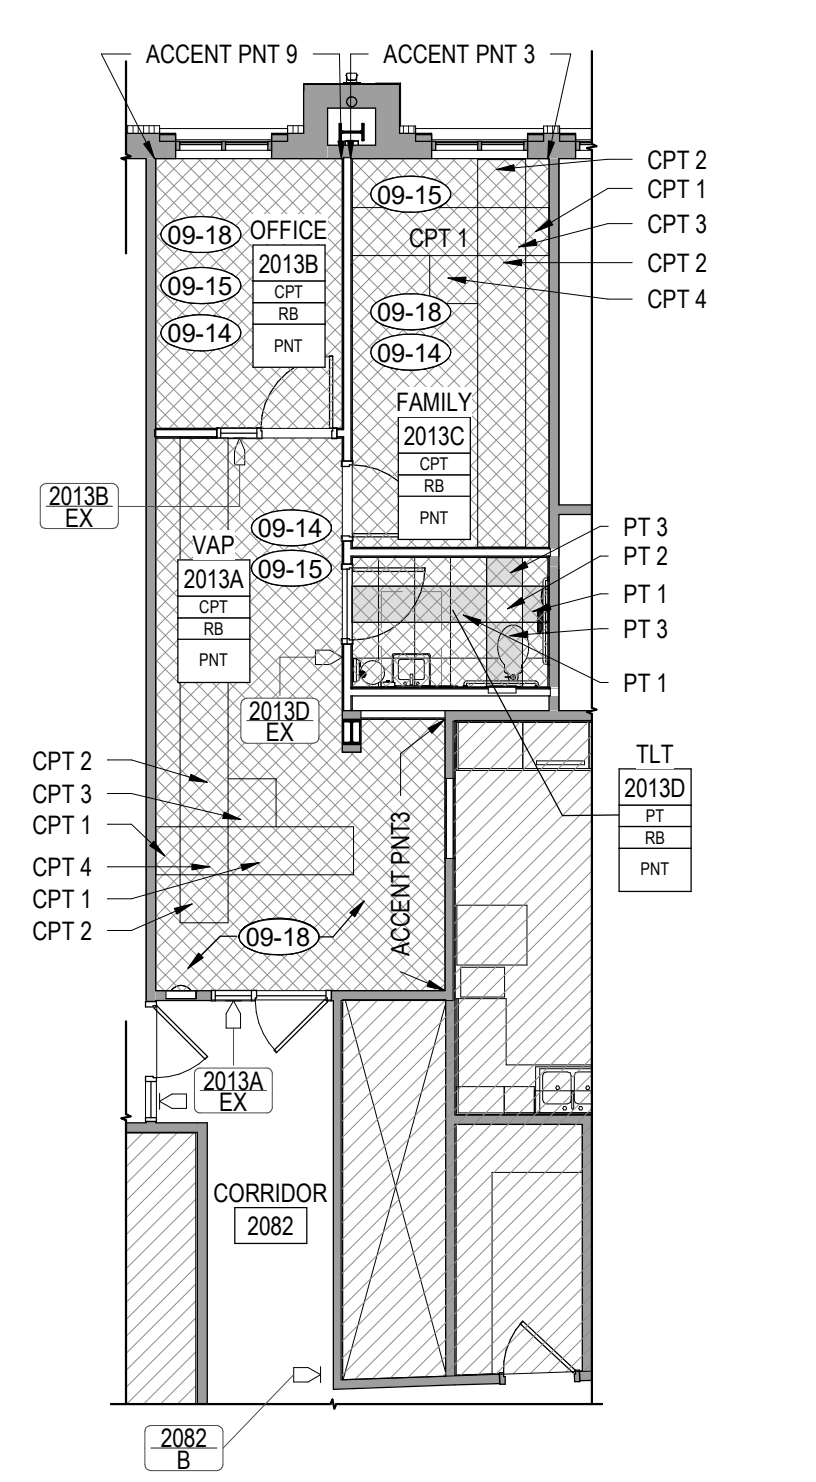 ACCENT PNT 9
ACCENT PNT 3
CPT 2
CPT 1
CPT 3
CPT 2
CPT 4
09-15
CPT 1
09-18
09-14
OFFICE
2013B
CPT
RB
PNT
09-18
09-15
09-14
FAMILY
2013C
CPT
RB
PNT
2013B
EX
09-14
09-15
VAP
2013A
CPT
RB
PNT
PT 3
PT 2
PT 1
PT 3
PT 1
2013D
EX
TLT
2013D
PT
RB
PNT
CPT 2
CPT 3
CPT 1
CPT 4
CPT 1
CPT 2
ACCENT PNT3
09-18
2013A
EX
CORRIDOR
2082
2082
B